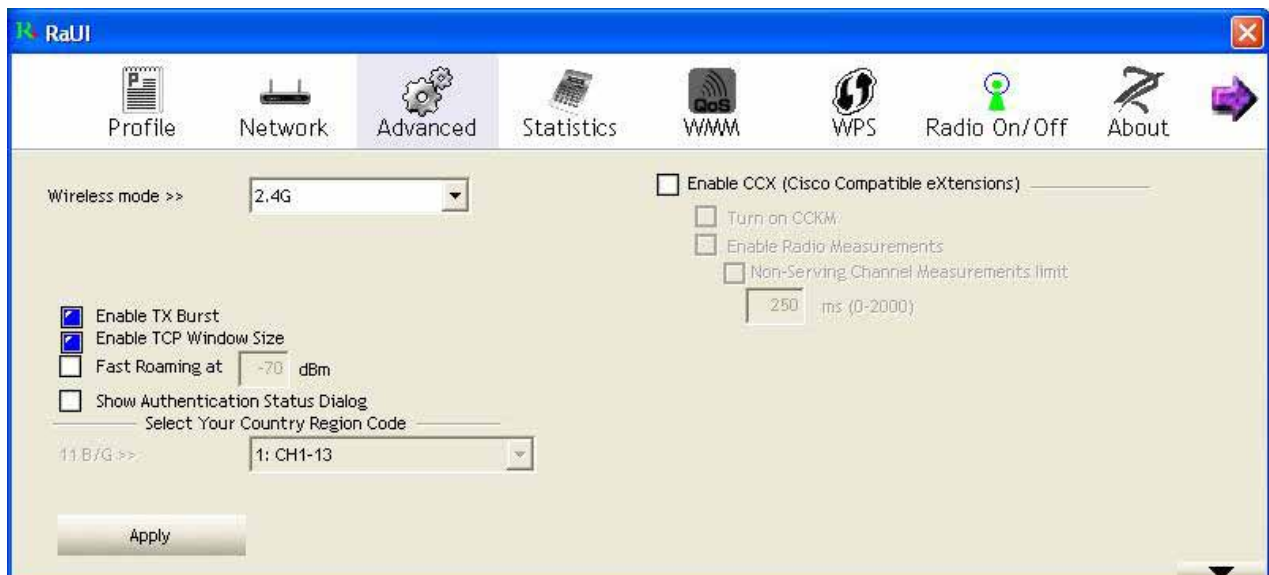 RaUI
Profile Network Advanced Statistics WMM WPS Radio On/Off About
QoS
Wireless mode >> 2.4G
Enable TX Burst
Enable TCP Window Size
Fast Roaming at -70 dBm
Show Authentication Status Dialog
Select Your Country Region Code
11 B/G >> 1: CH1-13
Apply
Enable CCX (Cisco Compatible eXtensions)
Turn on CCKM
Enable Radio Measurements
Non-Serving Channel Measurements limit
250 ms (0-2000)